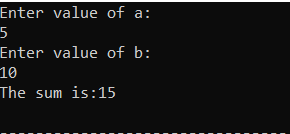 Enter value of a:
5
Enter value of b:
10
The sum is:15
--------------------------------